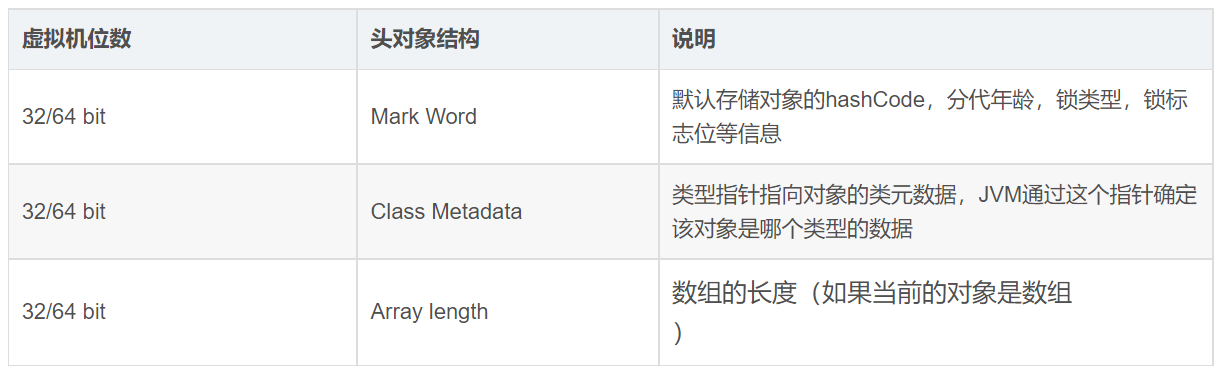 虚拟机位数 头对象结构 说明
32/64 bit Mark Word 默认存储对象的hashCode，分代年龄，锁类型，锁标
志位等信息
32/64 bit Class Metadata 类型指针指向对象的类元数据，JVM通过这个指针确定
该对象是哪个类型的数据
32/64 bit Array length 数组的长度（如果当前的对象是数组
）